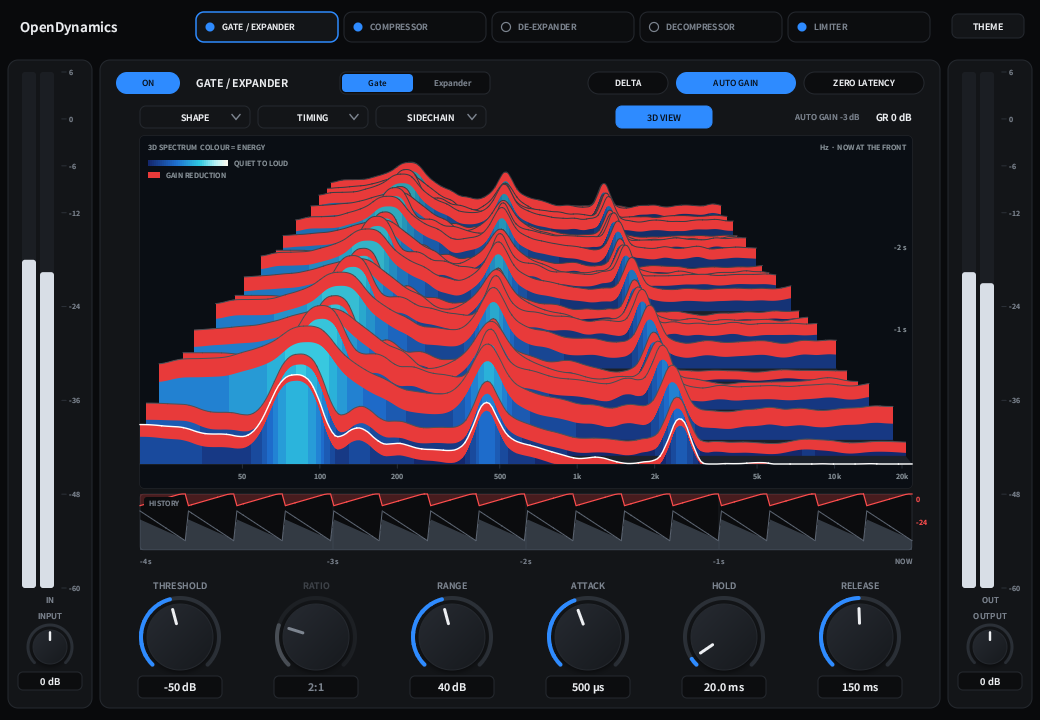 OpenDynamics
GATE / EXPANDER
COMPRESSOR
DE-EXPANDER
DECOMPRESSOR
LIMITER
THEME
ON
GATE / EXPANDER
Gate
Expander
DELTA
AUTO GAIN
ZERO LATENCY
SHAPE
TIMING
SIDECHAIN
3D VIEW
AUTO GAIN -3 dB
GR 0 dB
3D SPECTRUM COLOUR = ENERGY
Hz - NOW AT THE FRONT
QUIET TO LOUD
GAIN REDUCTION
-2 s
-1 s
50
100
200
500
1k
2k
5k
10k
20k
HISTORY
0
-24
-4s
-3s
-2s
-1s
NOW
THRESHOLD
RATIO
RANGE
ATTACK
HOLD
RELEASE
-50 dB
2:1
40 dB
500 µs
20.0 ms
150 ms
6
0
-6
-12
-24
-36
-48
-60
IN
INPUT
0 dB
6
0
-6
-12
-24
-36
-48
-60
OUT
OUTPUT
0 dB